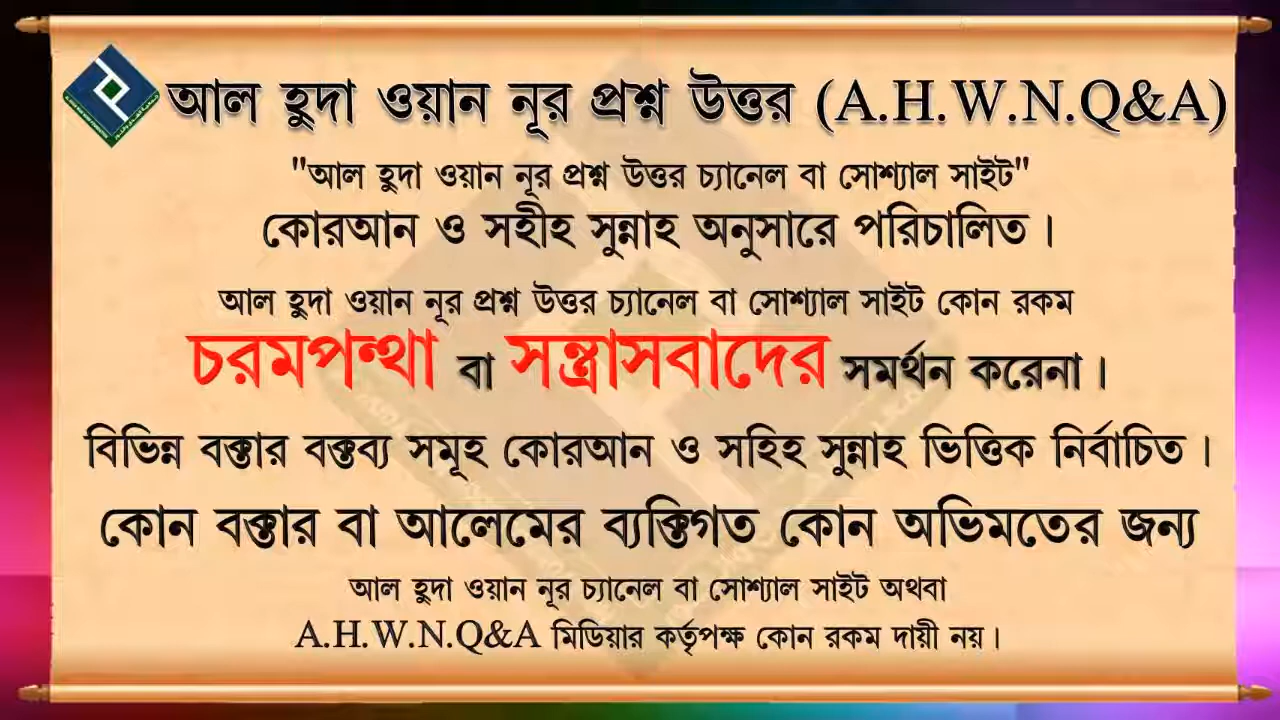 আল হুদা ওয়ান নূর প্রশ্ন উত্তর (A.H.W.N.Q&A)
"আল হুদা ওয়ান নূর প্রশ্ন উত্তর চ্যানেল বা সোশ্যাল সাইট"
কোরআন ও সহীহ সুন্নাহ অনুসারে পরিচালিত।
আল হুদা ওয়ান নূর প্রশ্ন উত্তর চ্যানেল বা সোশ্যাল সাইট কোন রকম
চরমপন্থা বা সন্ত্রাসবাদের সমর্থন করেনা।
বিভিন্ন বক্তার বক্তব্য সমূহ কোরআন ও সহিহ সুন্নাহ ভিত্তিক নির্বাচিত।
কোন বক্তার বা আলেমের ব্যক্তিগত কোন অভিমতের জন্য
আল হুদা ওয়ান নূর চ্যানেল বা সোশ্যাল সাইট অথবা
A.H.W.N.Q&A মিডিয়ার কর্তৃপক্ষ কোন রকম দায়ী নয়।